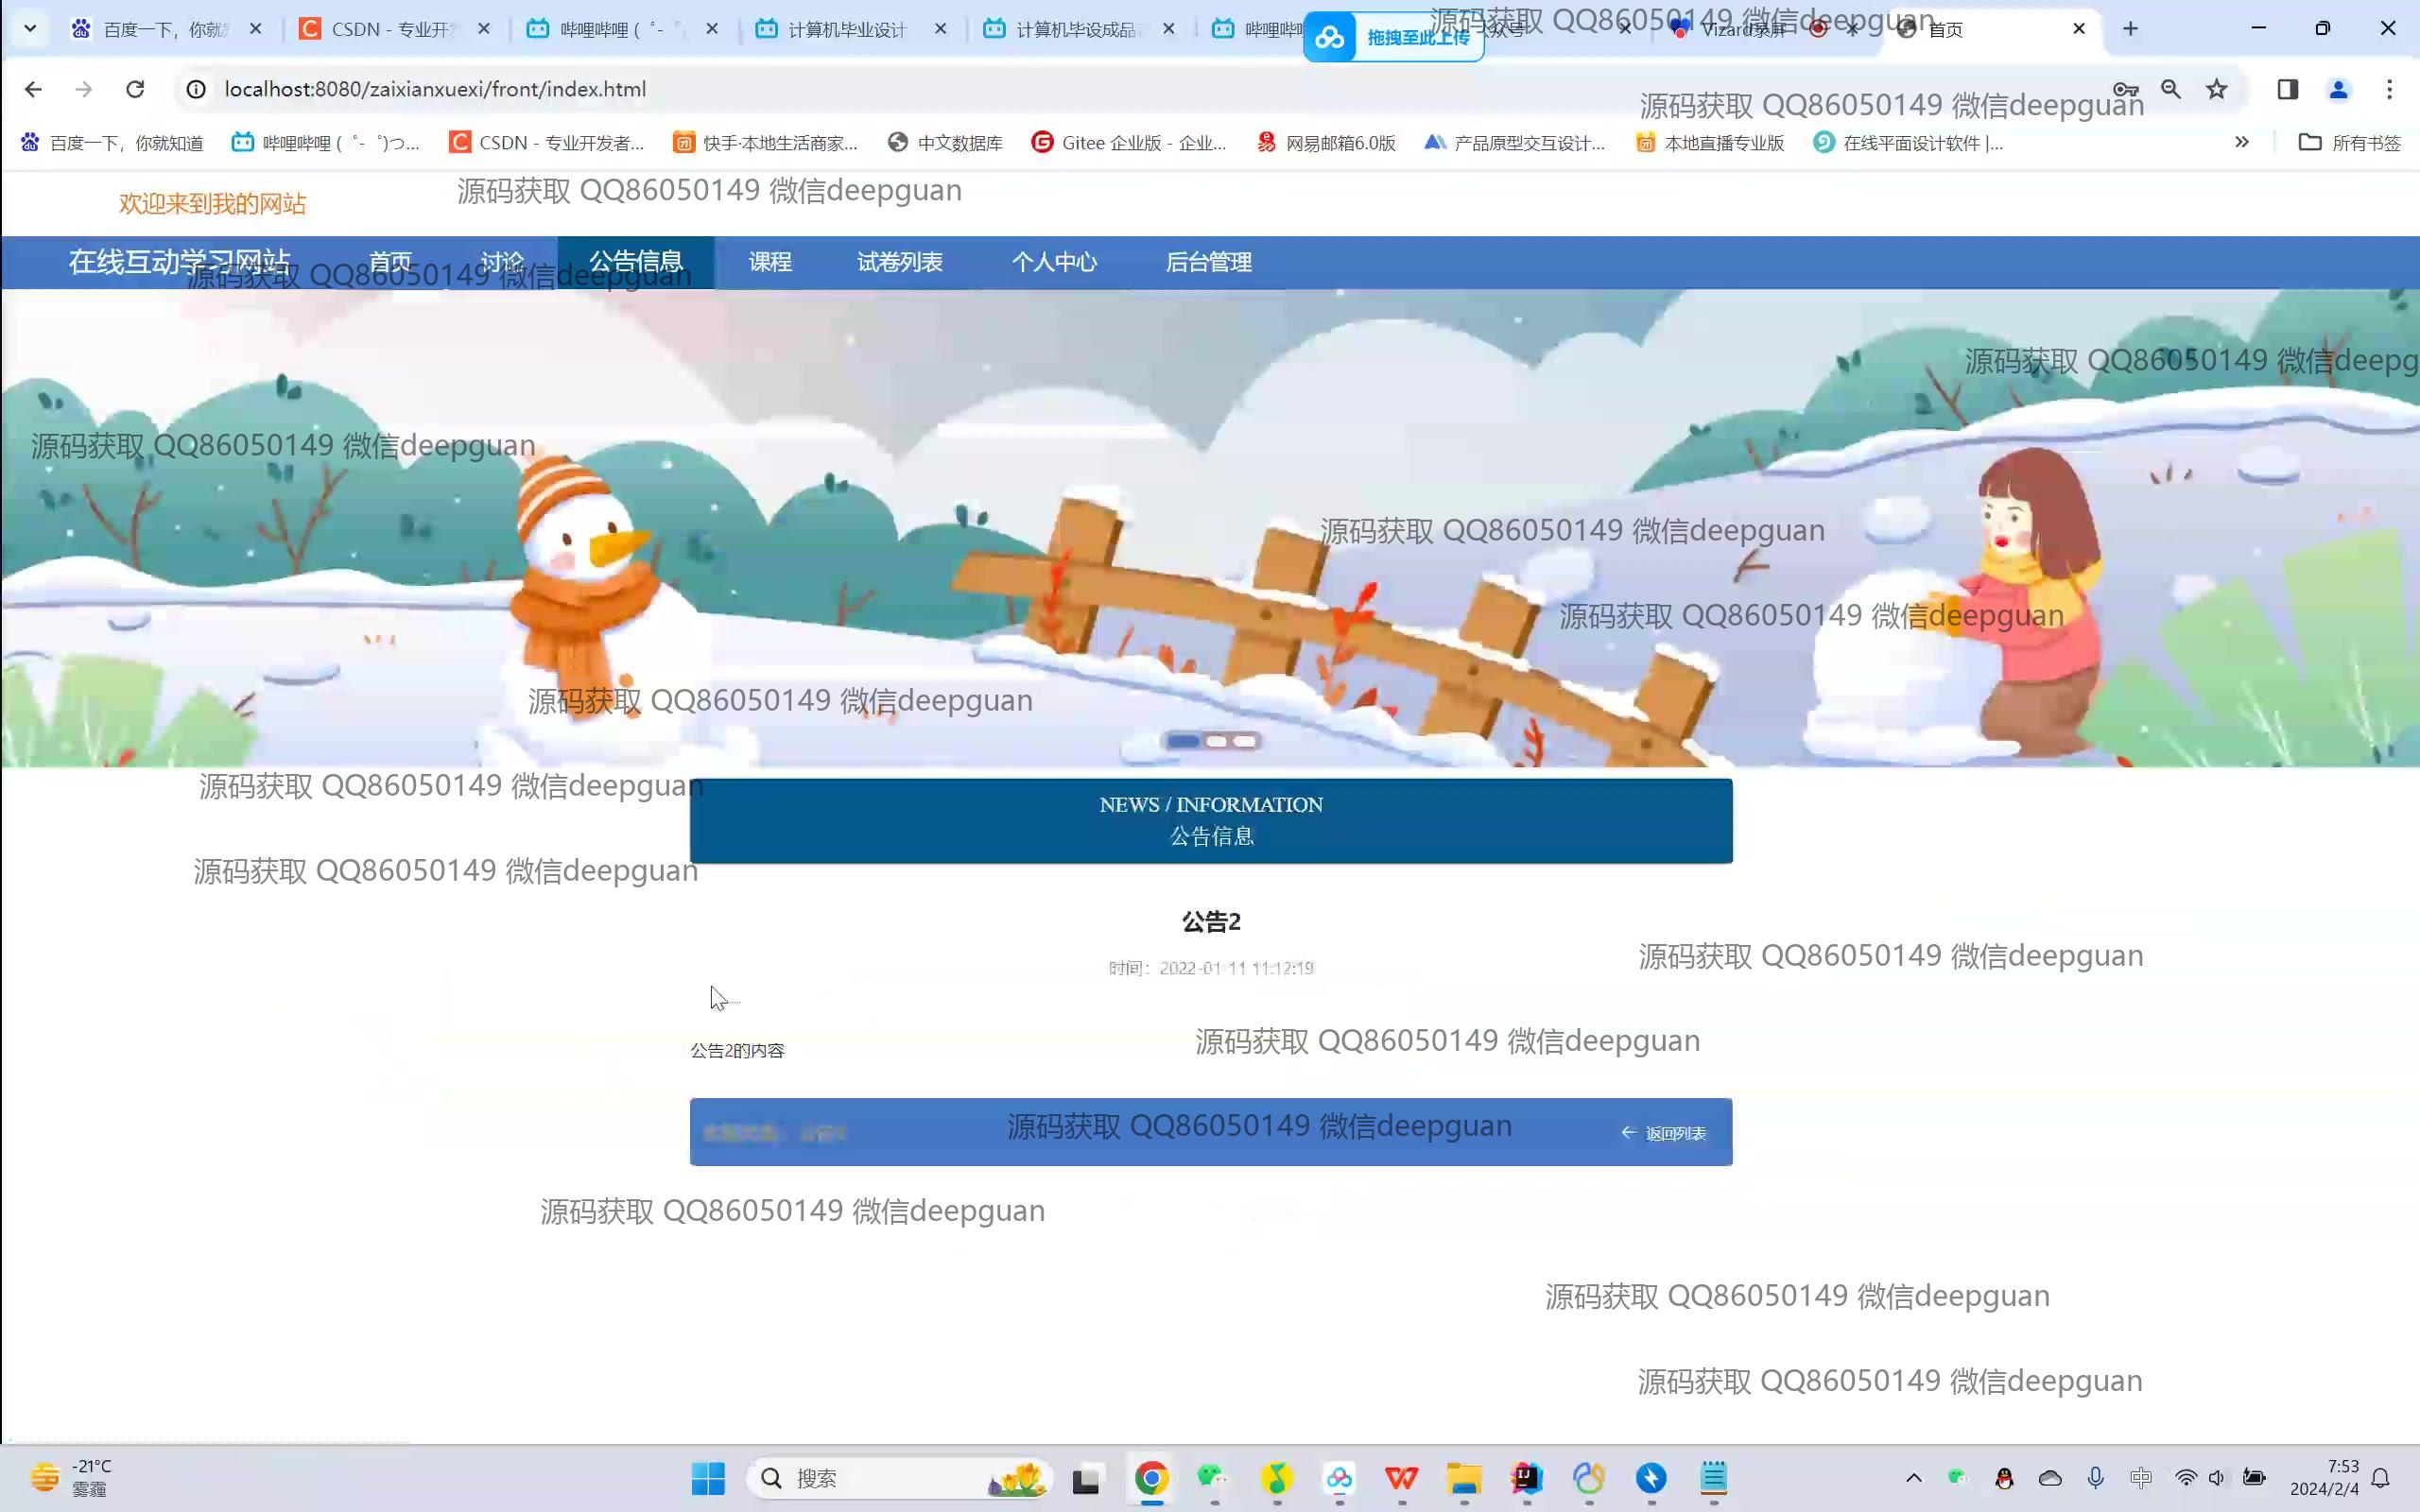 百度一下，你就
CSDN - 专业开
哔哩哔哩 ( ゜-
计算机毕业设计
计算机毕设成品
哔哩哔
拖拽至此上传
众号
Vizard录屏
首页
源码获取 QQ86050149 微信deepguan
localhost:8080/zaixianxuexi/front/index.html
源码获取 QQ86050149 微信deepguan
百度一下，你就知道
哔哩哔哩 ( ゜- ゜)つ...
CSDN - 专业开发者...
快手·本地生活商家...
中文数据库
Gitee 企业版 - 企业...
网易邮箱6.0版
产品原型交互设计...
本地直播专业版
在线平面设计软件 |...
所有书签
欢迎来到我的网站
源码获取 QQ86050149 微信deepguan
在线互动学习网站
首页
讨论
公告信息
课程
试卷列表
个人中心
后台管理
源码获取 QQ86050149 微信deepguan
源码获取 QQ86050149 微信deepg
源码获取 QQ86050149 微信deepguan
源码获取 QQ86050149 微信deepguan
源码获取 QQ86050149 微信deepguan
源码获取 QQ86050149 微信deepguan
源码获取 QQ86050149 微信deepguan
NEWS / INFORMATION
公告信息
源码获取 QQ86050149 微信deepguan
公告2
源码获取 QQ86050149 微信deepguan
时间：2022-01-11 11:12:19
源码获取 QQ86050149 微信deepguan
公告2的内容
源码获取 QQ86050149 微信deepguan
← 返回列表
源码获取 QQ86050149 微信deepguan
源码获取 QQ86050149 微信deepguan
源码获取 QQ86050149 微信deepguan
-21°C
雾霾
搜索
中
7:53
2024/2/4